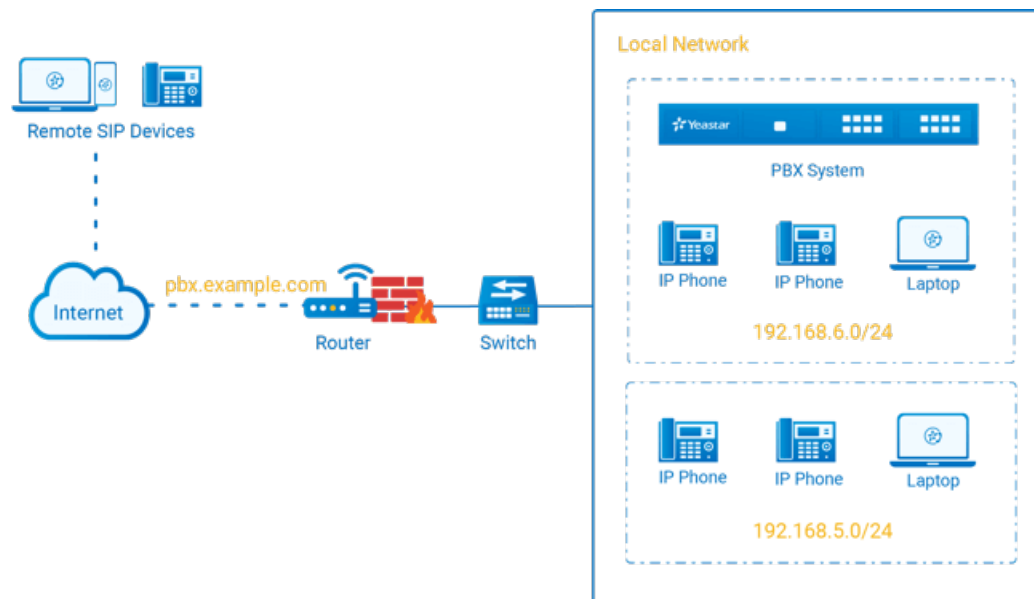 Local Network
Remote SIP Devices
Yeastar
PBX System
IP Phone
IP Phone
Laptop
192.168.6.0/24
pbx.example.com
Internet
Router
Switch
IP Phone
IP Phone
Laptop
192.168.5.0/24